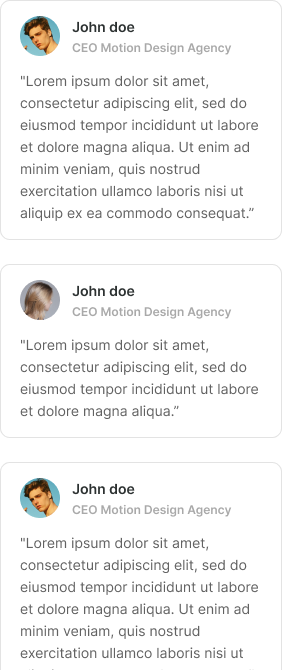 John doe
CEO Motion Design Agency
"Lorem ipsum dolor sit amet,
consectetur adipiscing elit, sed do
eiusmod tempor incididunt ut labore
et dolore magna aliqua. Ut enim ad
minim veniam, quis nostrud
exercitation ullamco laboris nisi ut
aliquip ex ea commodo consequat.”
John doe
CEO Motion Design Agency
"Lorem ipsum dolor sit amet,
consectetur adipiscing elit, sed do
eiusmod tempor incididunt ut labore
et dolore magna aliqua.”
John doe
CEO Motion Design Agency
"Lorem ipsum dolor sit amet,
consectetur adipiscing elit, sed do
eiusmod tempor incididunt ut labore
et dolore magna aliqua. Ut enim ad
minim veniam, quis nostrud
exercitation ullamco laboris nisi ut